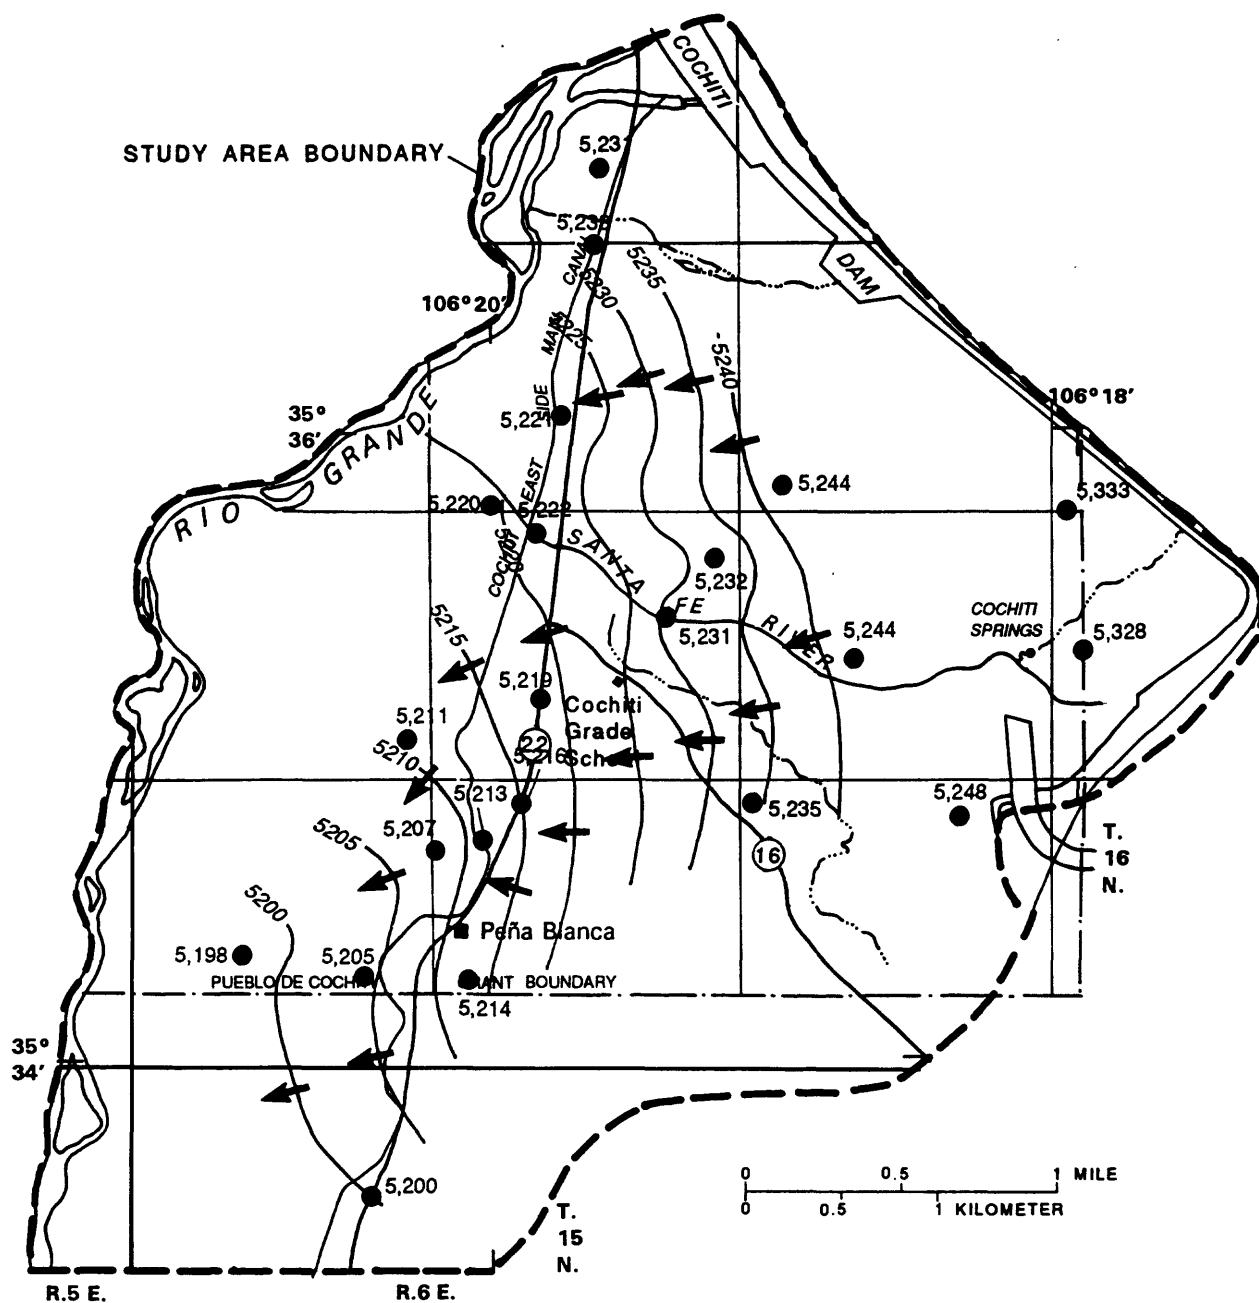 COCHITI
DAM
STUDY AREA BOUNDARY
5,231
5,238
CANAL
5235
5230
5225
106° 20′
MAIN
-5240
106° 18′
35°
36′
SIDE
5,221
RIO GRANDE
EAST
5,244
5,333
5,220
5,222
COCHITI
SANTA FE RIVER
5,232
5215
5,231
5,244
COCHITI
SPRINGS
5,328
5,219
Cochiti
Grade
School
5,211
22
5,216
5210
5,213
5,207
5,235
5,248
5205
16
T.
16
N.
5200
Peña Blanca
5,198
5,205
PUEBLO DE COCHITI GRANT BOUNDARY
5,214
35°
34′
0 0.5 1 MILE
0 0.5 1 KILOMETER
5,200
T.
15
N.
R.5 E.
R.6 E.